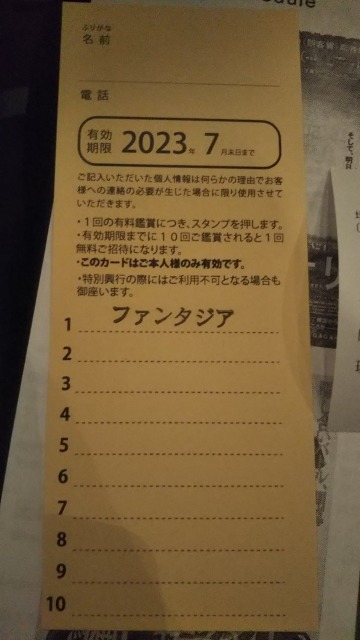 edule
ふりがな
名前
電話
有効期限 2023年 7月末日まで
ご記入いただいた個人情報は何らかの理由でお客
様への連絡の必要が生じた場合に限り使用させて
いただきます。
・1回の有料鑑賞につき、スタンプを押します。
・有効期限までに10回ご鑑賞されると1回
無料ご招待になります。
・このカードはご本人様のみ有効です。
・特別興行の際にはご利用不可となる場合も
御座います。
1 ファンタジア
2
3
4
5
6
7
8
9
10